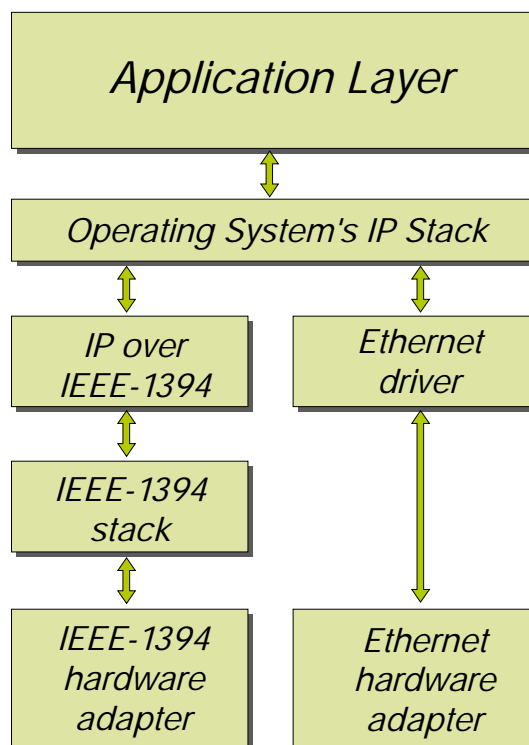 Application Layer
Operating System's IP Stack
IP over
IEEE-1394
Ethernet
driver
IEEE-1394
stack
IEEE-1394
hardware
adapter
Ethernet
hardware
adapter